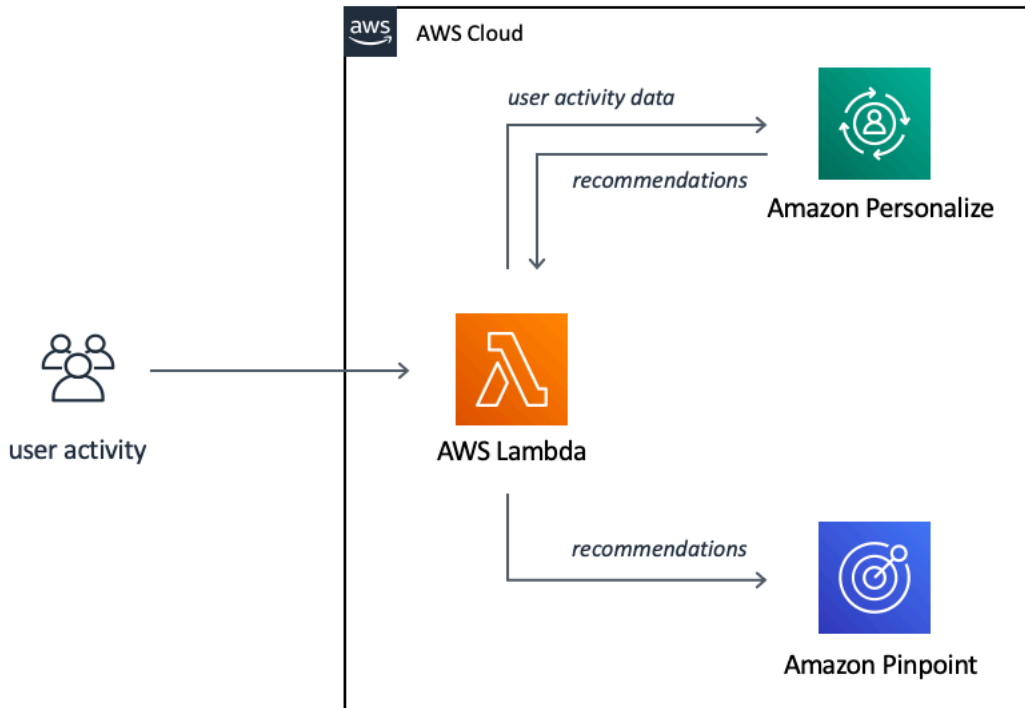 aws
AWS Cloud
user activity data
recommendations
Amazon Personalize
user activity
AWS Lambda
recommendations
Amazon Pinpoint